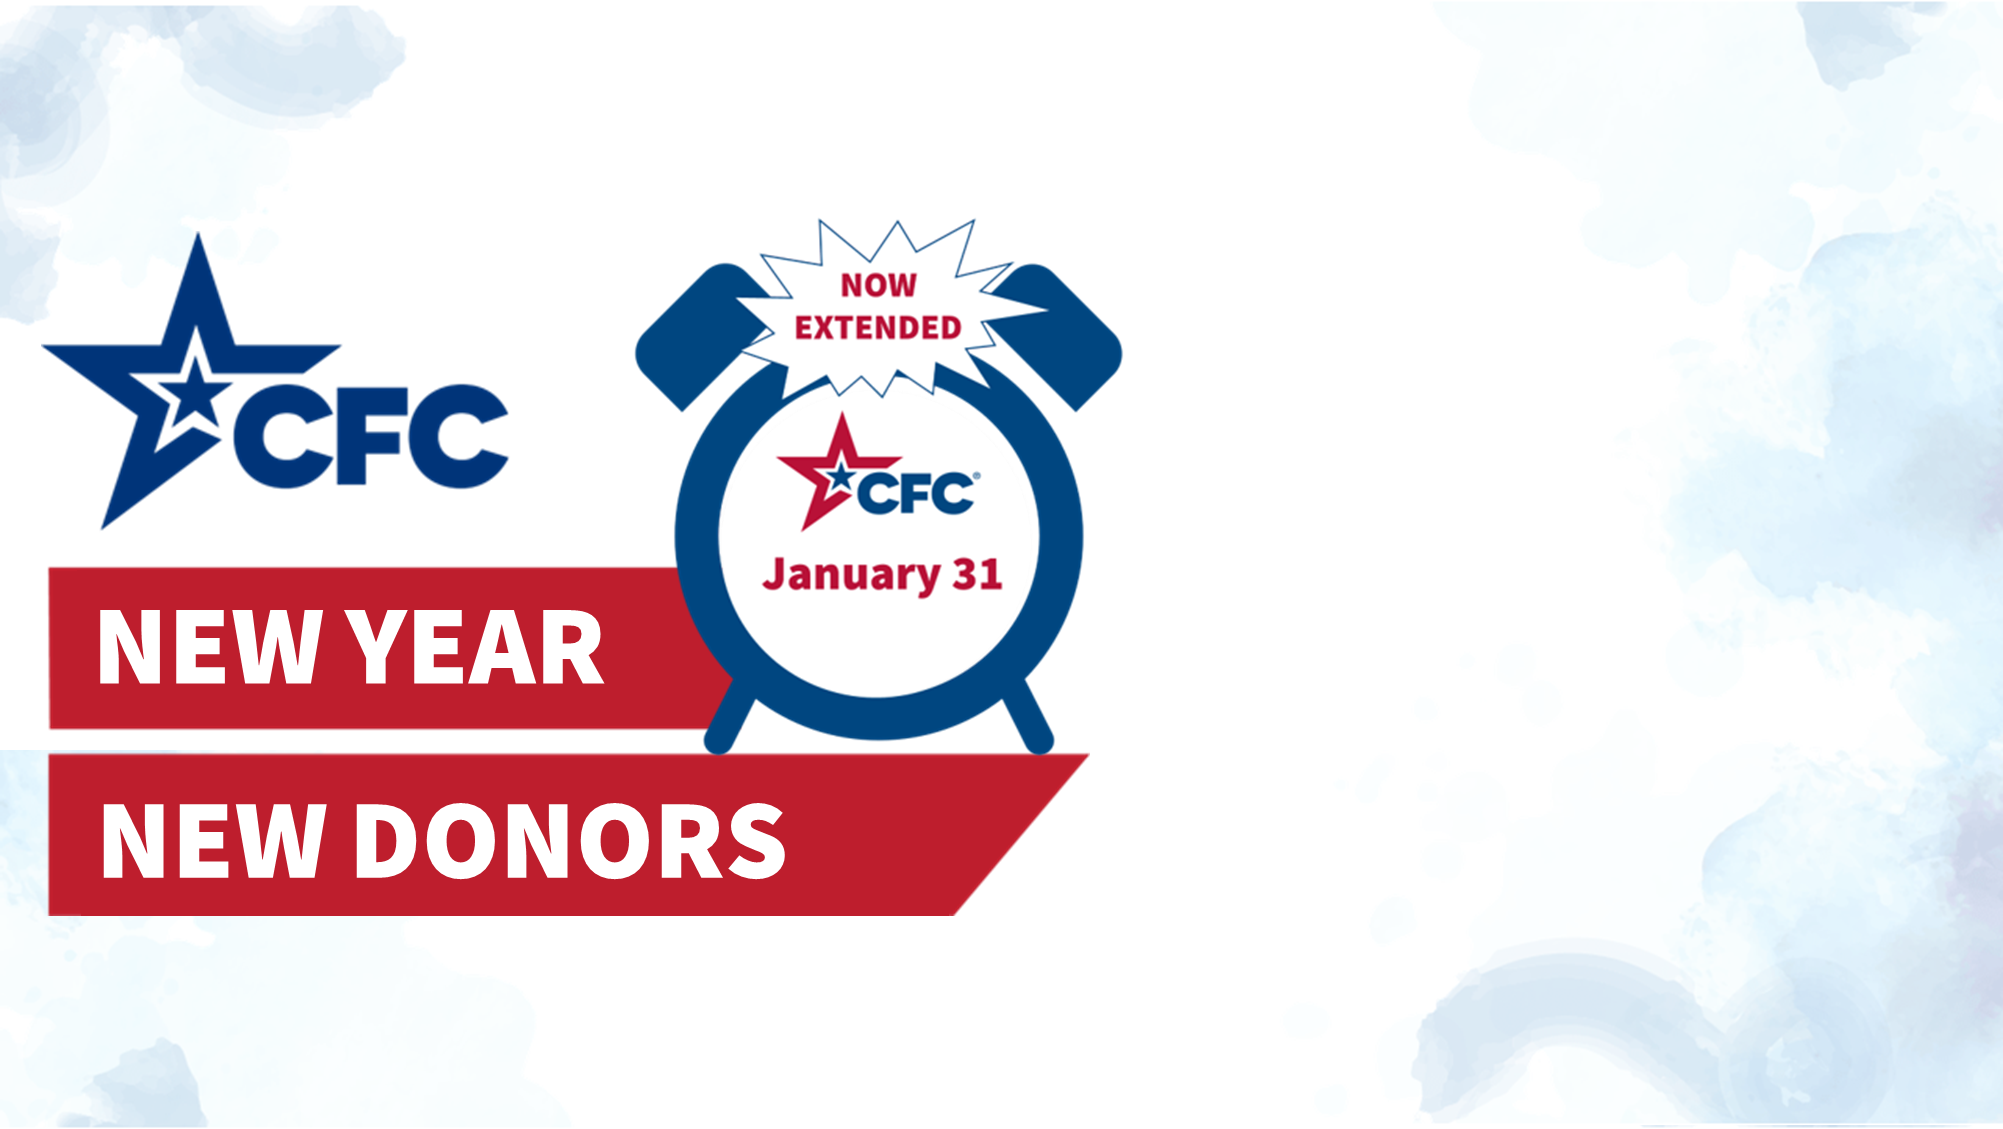 CFC
NOW
EXTENDED
CFC®
January 31
NEW YEAR
NEW DONORS